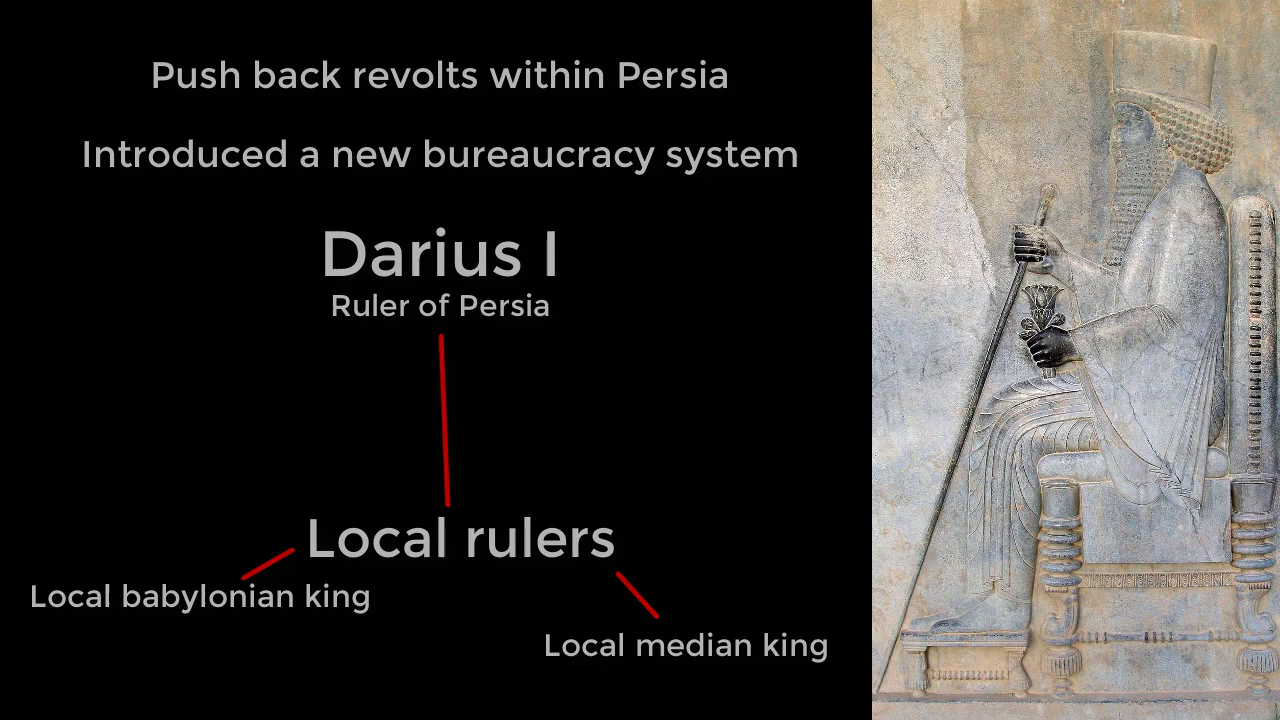 Push back revolts within Persia
Introduced a new bureaucracy system
Darius I
Ruler of Persia
Local rulers
Local babylonian king
Local median king